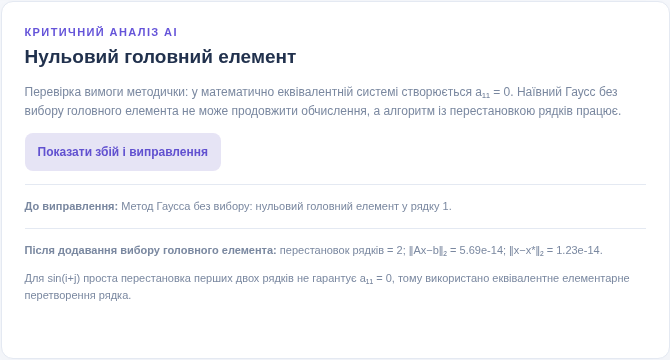 КРИТИЧНИЙ АНАЛІЗ AI
Нульовий головний елемент
Перевірка вимоги методички: у математично еквівалентній системі створюється a₁₁ = 0. Наївний Гаусс без
вибору головного елемента не може продовжити обчислення, а алгоритм із перестановкою рядків працює.
Показати збій і виправлення
До виправлення: Метод Гаусса без вибору: нульовий головний елемент у рядку 1.
Після додавання вибору головного елемента: перестановок рядків = 2; ‖Ax−b‖₂ = 5.69e-14; ‖x−x*‖₂ = 1.23e-14.
Для sin(i+j) проста перестановка перших двох рядків не гарантує a₁₁ = 0, тому використано еквівалентне елементарне
перетворення рядка.